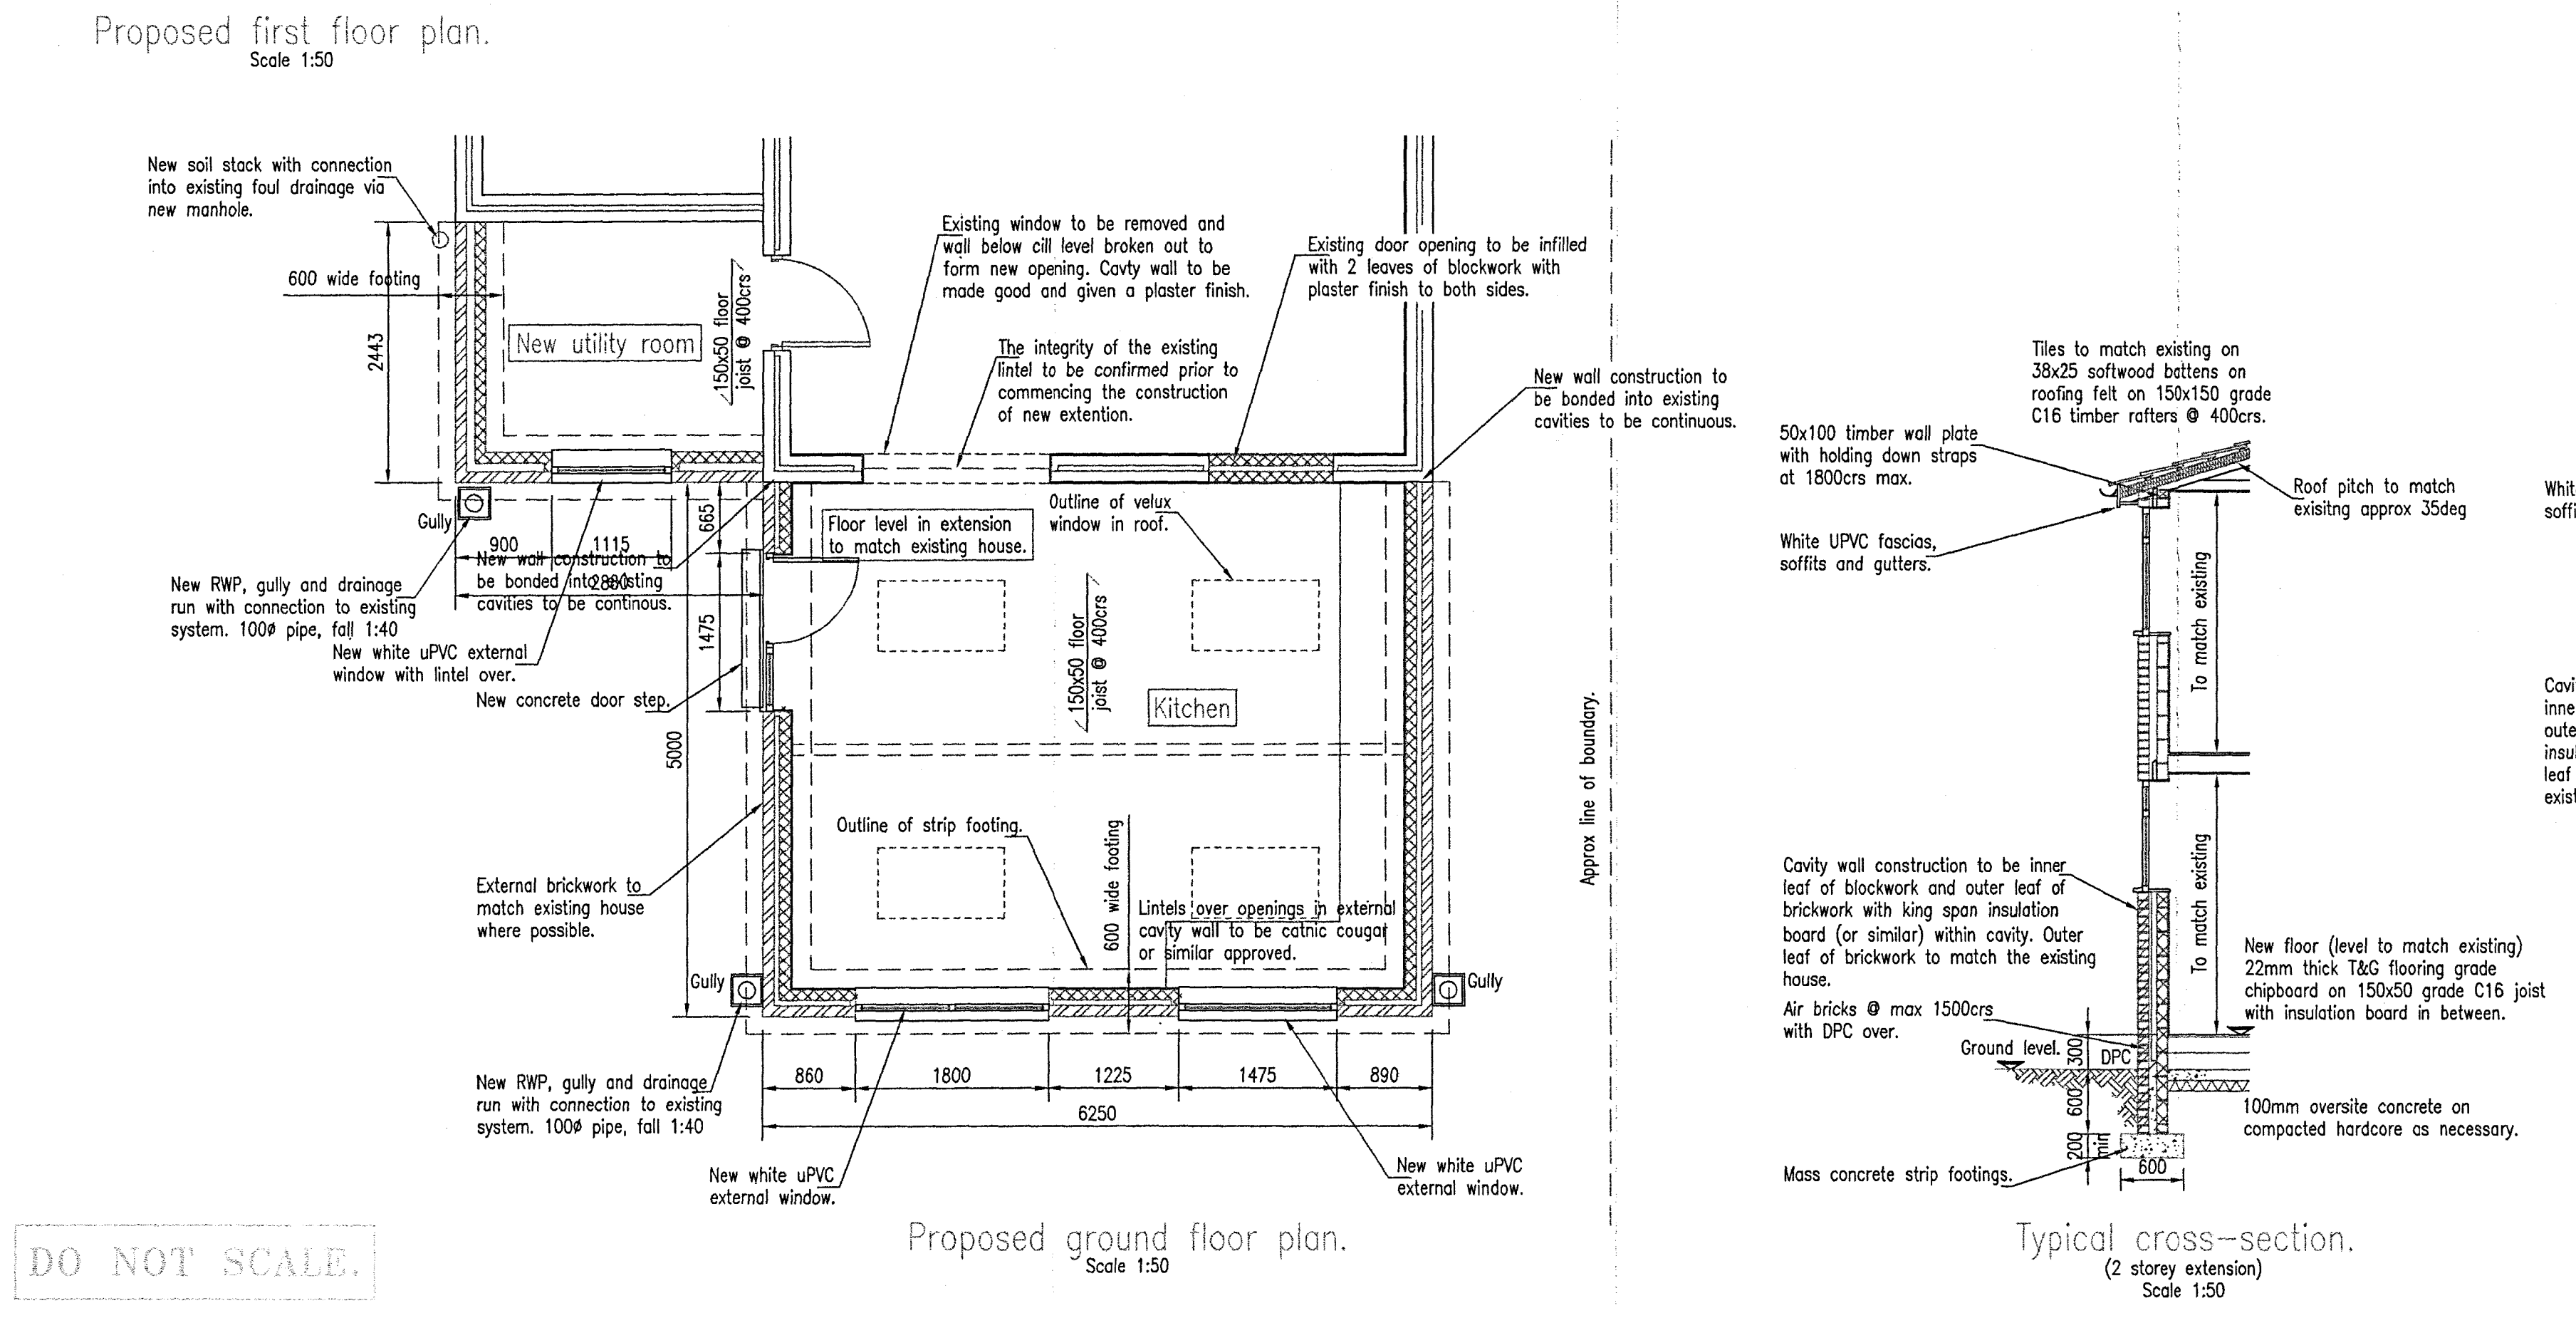 Proposed first floor plan.
Scale 1:50
New soil stack with connection
into existing foul drainage via
new manhole.
600 wide footing
2443
New utility room
150x50 floor
joist @ 400crs
Existing window to be removed and
wall below cill level broken out to
form new opening. Cavty wall to be
made good and given a plaster finish.
Existing door opening to be infilled
with 2 leaves of blockwork with
plaster finish to both sides.
The integrity of the existing
lintel to be confirmed prior to
commencing the construction
of new extention.
New wall construction to
be bonded into existing
cavities to be continuous.
Gully
900
1115
2880
665
1475
5000
New wall construction to
be bonded into existing
cavities to be continous.
New RWP, gully and drainage
run with connection to existing
system. 100ø pipe, fall 1:40
New white uPVC external
window with lintel over.
New concrete door step.
Floor level in extension
to match existing house.
Outline of velux
window in roof.
150x50 floor
joist @ 400crs
Kitchen
Approx line of boundary.
Outline of strip footing.
600 wide footing
Lintels over openings in external
cavity wall to be catnic cougar
or similar approved.
External brickwork to
match existing house
where possible.
Gully
Gully
860
1800
1225
1475
890
6250
New RWP, gully and drainage
run with connection to existing
system. 100ø pipe, fall 1:40
New white uPVC
external window.
New white uPVC
external window.
Proposed ground floor plan.
Scale 1:50
DO NOT SCALE.
Tiles to match existing on
38x25 softwood battens on
roofing felt on 150x150 grade
C16 timber rafters @ 400crs.
50x100 timber wall plate
with holding down straps
at 1800crs max.
White UPVC fascias,
soffits and gutters.
Roof pitch to match
exisitng approx 35deg
To match existing
To match existing
Cavity wall construction to be inner
leaf of blockwork and outer leaf of
brickwork with king span insulation
board (or similar) within cavity. Outer
leaf of brickwork to match the existing
house.
Air bricks @ max 1500crs
with DPC over.
Ground level.
DPC
300
600
200
min
600
Mass concrete strip footings.
New floor (level to match existing)
22mm thick T&G flooring grade
chipboard on 150x50 grade C16 joist
with insulation board in between.
100mm oversite concrete on
compacted hardcore as necessary.
Typical cross-section.
(2 storey extension)
Scale 1:50
Whit
soffi
Cavi
inne
oute
insu
leaf
exist